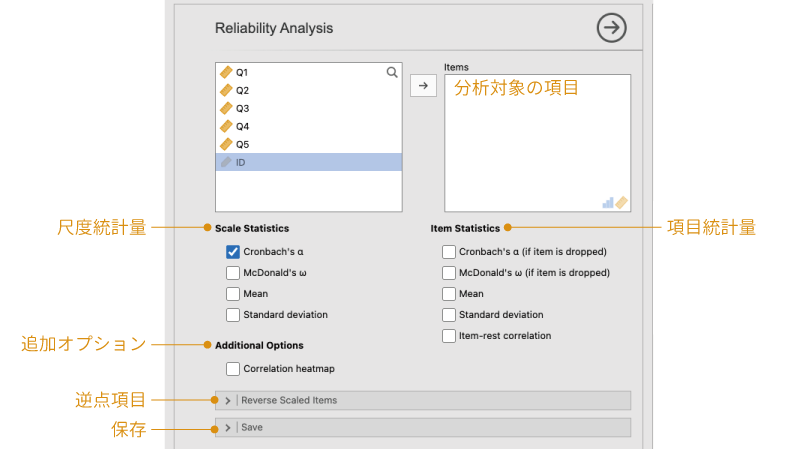 Reliability Analysis
Q1
Q2
Q3
Q4
Q5
ID
Items
分析対象の項目
尺度統計量
Scale Statistics
Cronbach's α
McDonald's ω
Mean
Standard deviation
Item Statistics
項目統計量
Cronbach's α (if item is dropped)
McDonald's ω (if item is dropped)
Mean
Standard deviation
Item-rest correlation
追加オプション
Additional Options
Correlation heatmap
逆点項目
Reverse Scaled Items
保存
Save